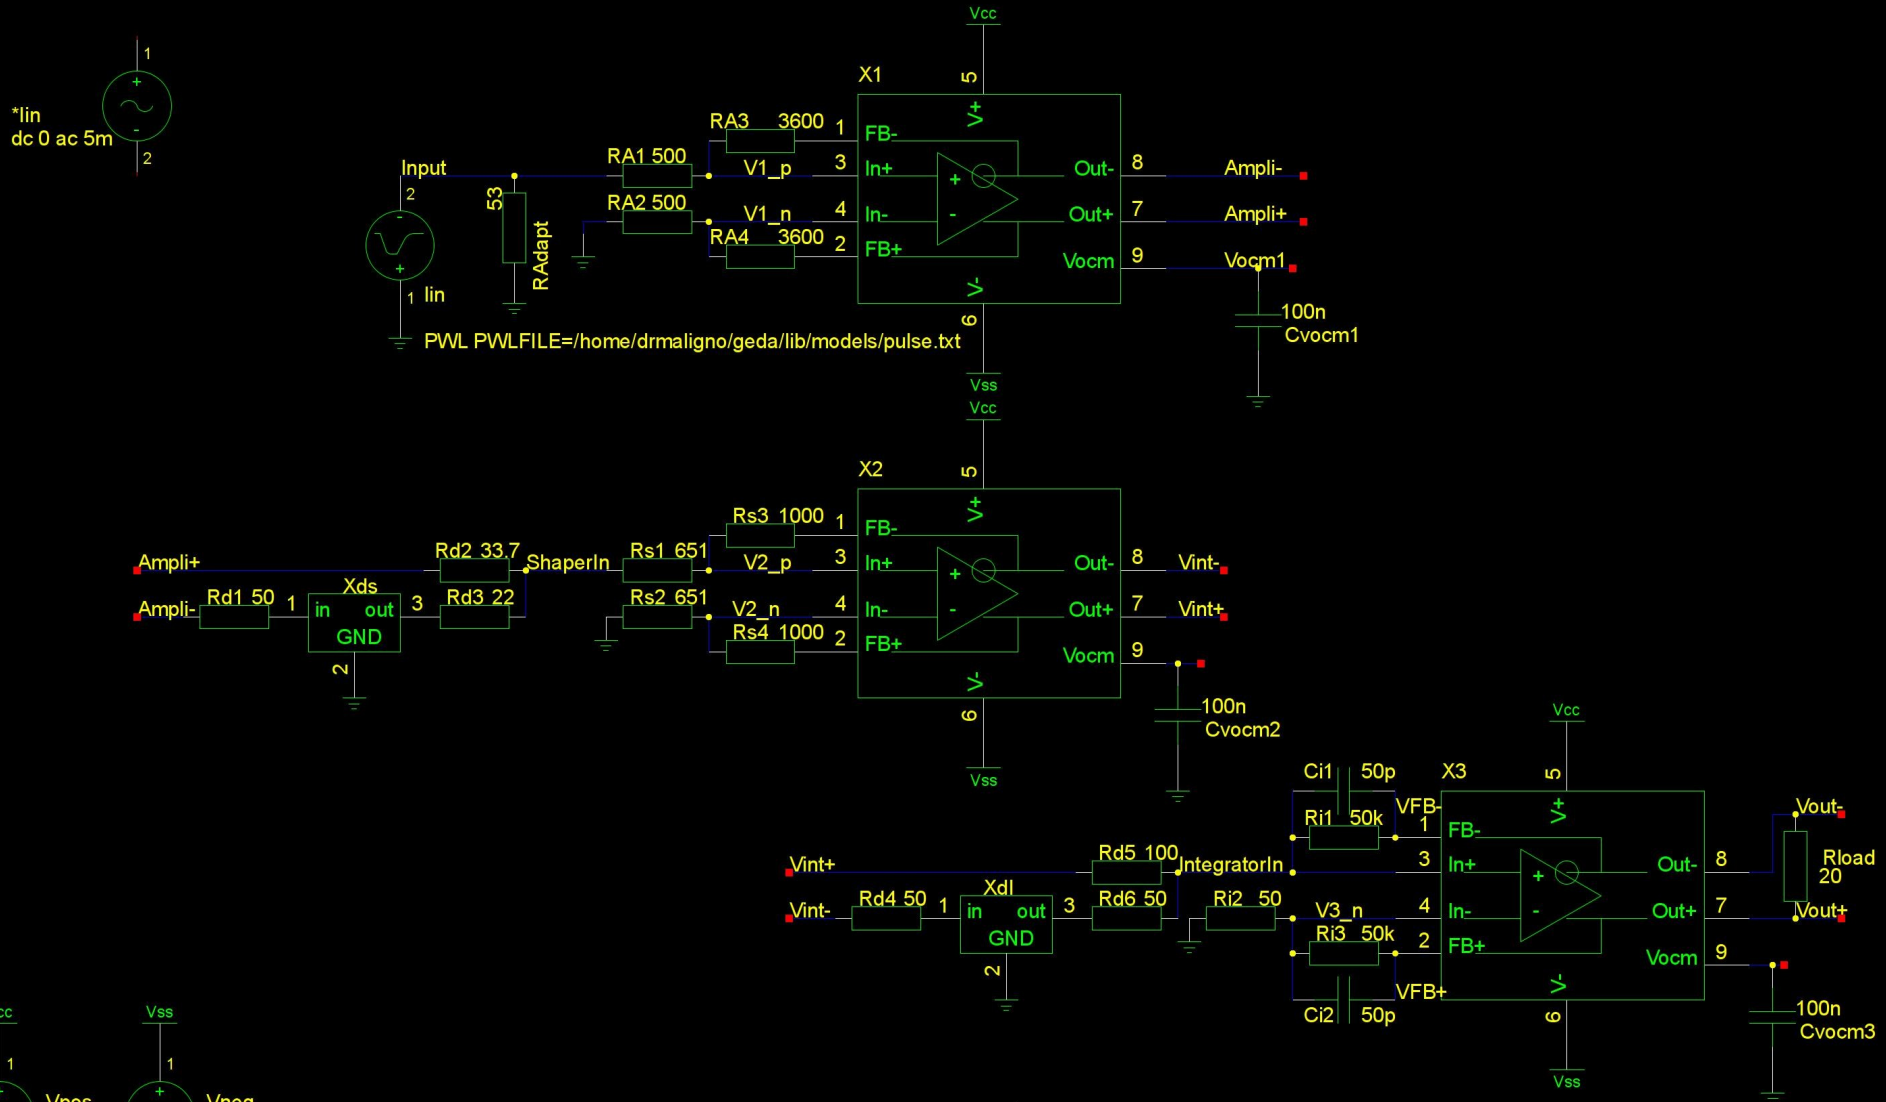 Vcc
1
+
-
2
*Iin
dc 0 ac 5m
X1
5
V+
RA3 3600 1 FB-
Input
RA1 500 V1_p 3 In+
Out- 8 Ampli-
RA2 500 V1_n 4 In-
Out+ 7 Ampli+
RA4 3600 2 FB+
Vocm 9 Vocm1
+
-
2
-
+
1 Iin
53
RAdapt
V-
6
Vss
100n
Cvocm1
PWL PWLFILE=/home/drmaligno/geda/lib/models/pulse.txt
Vcc
X2
5
V+
Rs3 1000 1 FB-
Ampli+ Rd2 33.7 ShaperIn Rs1 651 V2_p 3 In+
Out- 8 Vint-
Xds
Ampli- Rd1 50 1 in out 3 Rd3 22
GND
2
Rs2 651 V2_n 4 In-
Out+ 7 Vint+
Rs4 1000 2 FB+
Vocm 9
+
-
V-
6
Vss
100n
Cvocm2
Vcc
X3
5
V+
Ci1 50p
VFB-
Ri1 50k 1 FB-
Vint+ Rd5 100 IntegratorIn 3 In+
Out- 8
Vout-
Rload
20
Xdl
Vint- Rd4 50 1 in out 3 Rd6 50
GND
2
Ri2 50 V3_n 4 In-
Out+ 7 Vout+
Ri3 50k 2 FB+
Vocm 9
+
-
VFB+
Ci2 50p
V-
6
Vss
100n
Cvocm3
Vss
1
1
+